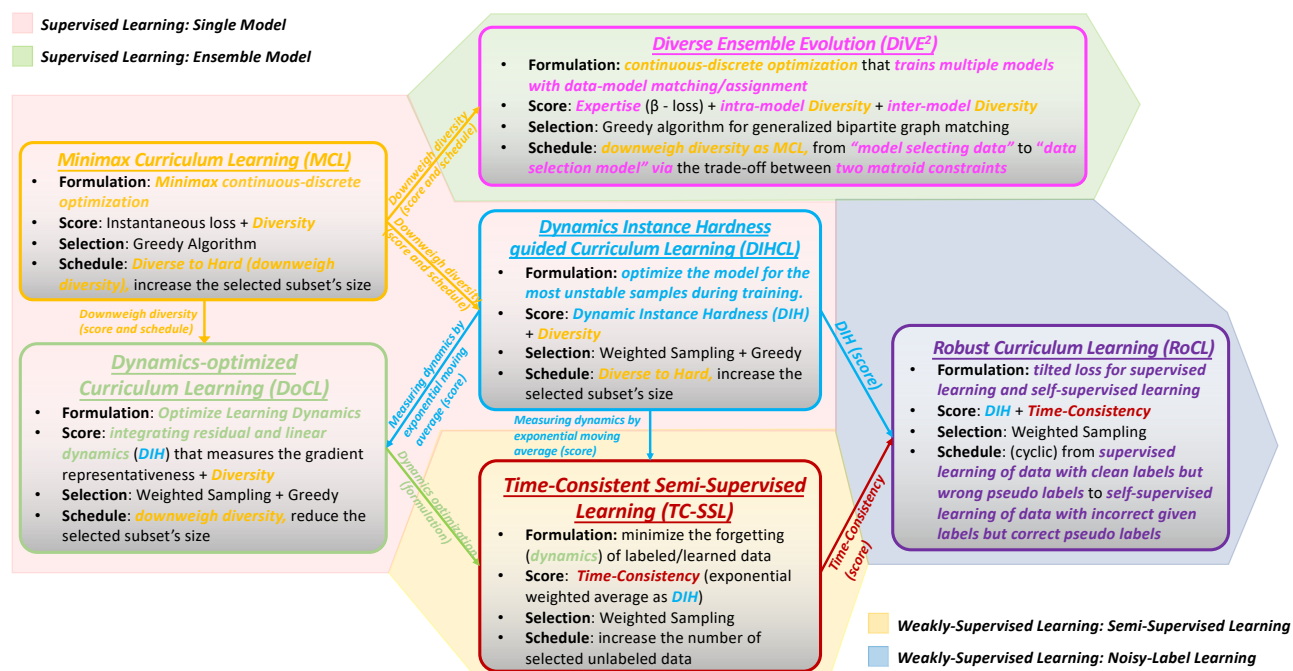 Supervised Learning: Single Model
Supervised Learning: Ensemble Model
Diverse Ensemble Evolution (DiVE²)
• Formulation: continuous-discrete optimization that trains multiple models
with data-model matching/assignment
• Score: Expertise (β - loss) + intra-model Diversity + inter-model Diversity
• Selection: Greedy algorithm for generalized bipartite graph matching
• Schedule: downweigh diversity as MCL, from “model selecting data” to “data
selection model” via the trade-off between two matroid constraints
Downweigh diversity
(score and schedule)
Downweigh diversity
(score and schedule)
Minimax Curriculum Learning (MCL)
• Formulation: Minimax continuous-discrete
optimization
• Score: Instantaneous loss + Diversity
• Selection: Greedy Algorithm
• Schedule: Diverse to Hard (downweigh
diversity), increase the selected subset’s size
Downweigh diversity
(score and schedule)
Dynamics Instance Hardness
guided Curriculum Learning (DIHCL)
• Formulation: optimize the model for the
most unstable samples during training.
• Score: Dynamic Instance Hardness (DIH)
+ Diversity
• Selection: Weighted Sampling + Greedy
• Schedule: Diverse to Hard, increase the
selected subset’s size
Measuring dynamics by
exponential moving
average (score)
Measuring dynamics by
exponential moving
average (score)
DIH (score)
Dynamics-optimized
Curriculum Learning (DoCL)
• Formulation: Optimize Learning Dynamics
• Score: integrating residual and linear
dynamics (DIH) that measures the gradient
representativeness + Diversity
• Selection: Weighted Sampling + Greedy
• Schedule: downweigh diversity, reduce the
selected subset’s size
Dynamics optimization
(formulation)
Time-Consistent Semi-Supervised
Learning (TC-SSL)
• Formulation: minimize the forgetting
(dynamics) of labeled/learned data
• Score: Time-Consistency (exponential
weighted average as DIH)
• Selection: Weighted Sampling
• Schedule: increase the number of
selected unlabeled data
Time-Consistency
(score)
Robust Curriculum Learning (RoCL)
• Formulation: tilted loss for supervised
learning and self-supervised learning
• Score: DIH + Time-Consistency
• Selection: Weighted Sampling
• Schedule: (cyclic) from supervised
learning of data with clean labels but
wrong pseudo labels to self-supervised
learning of data with incorrect given
labels but correct pseudo labels
Weakly-Supervised Learning: Semi-Supervised Learning
Weakly-Supervised Learning: Noisy-Label Learning